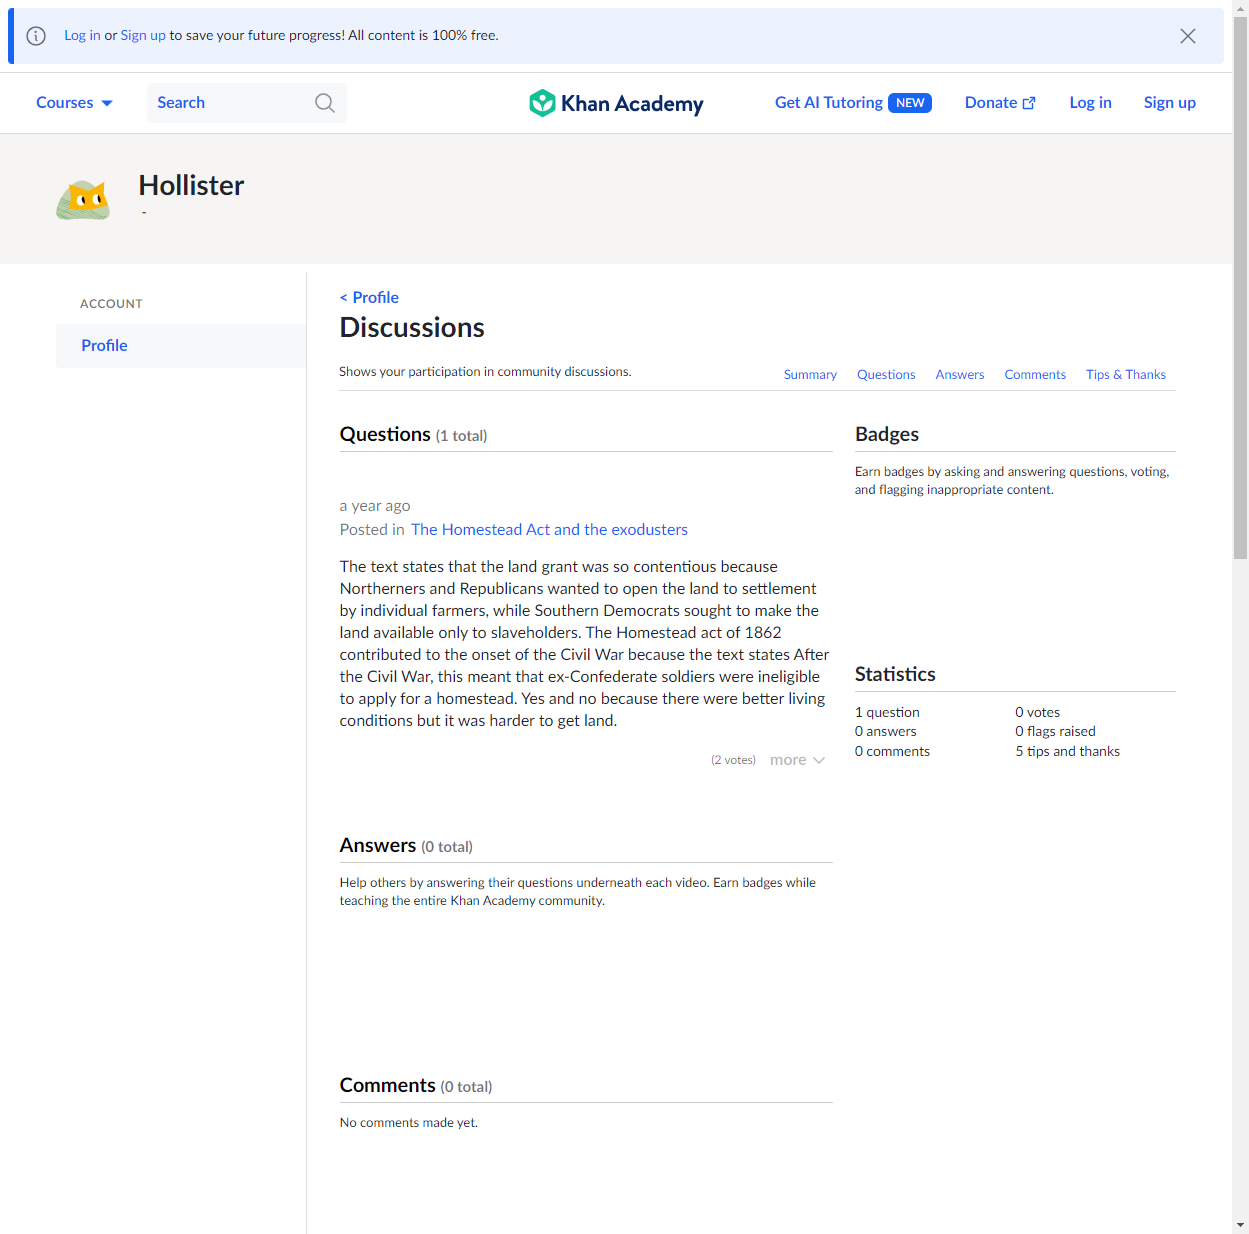 Log in or Sign up to save your future progress! All content is 100% free.
Courses
Search
Khan Academy
Get AI Tutoring NEW
Donate
Log in
Sign up
Hollister
-
ACCOUNT
Profile
< Profile
Discussions
Shows your participation in community discussions.
Summary Questions Answers Comments Tips & Thanks
Questions (1 total)
a year ago
Posted in The Homestead Act and the exodusters
The text states that the land grant was so contentious because
Northerners and Republicans wanted to open the land to settlement
by individual farmers, while Southern Democrats sought to make the
land available only to slaveholders. The Homestead act of 1862
contributed to the onset of the Civil War because the text states After
the Civil War, this meant that ex-Confederate soldiers were ineligible
to apply for a homestead. Yes and no because there were better living
conditions but it was harder to get land.
(2 votes) more
Answers (0 total)
Help others by answering their questions underneath each video. Earn badges while
teaching the entire Khan Academy community.
Comments (0 total)
No comments made yet.
Badges
Earn badges by asking and answering questions, voting,
and flagging inappropriate content.
Statistics
1 question 0 votes
0 answers 0 flags raised
0 comments 5 tips and thanks